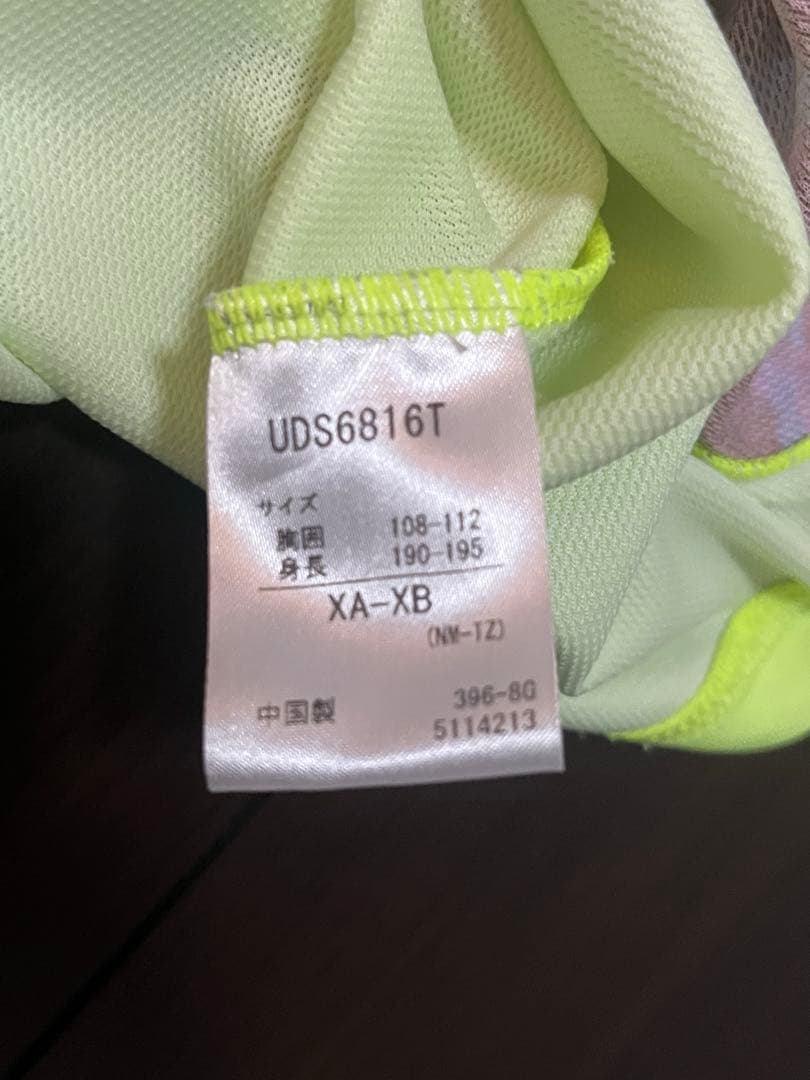 UDS6816T
サイズ
胸囲 108-112
身長 190-195
XA-XB
(NM-TZ)
中国製 396-8G
5114213